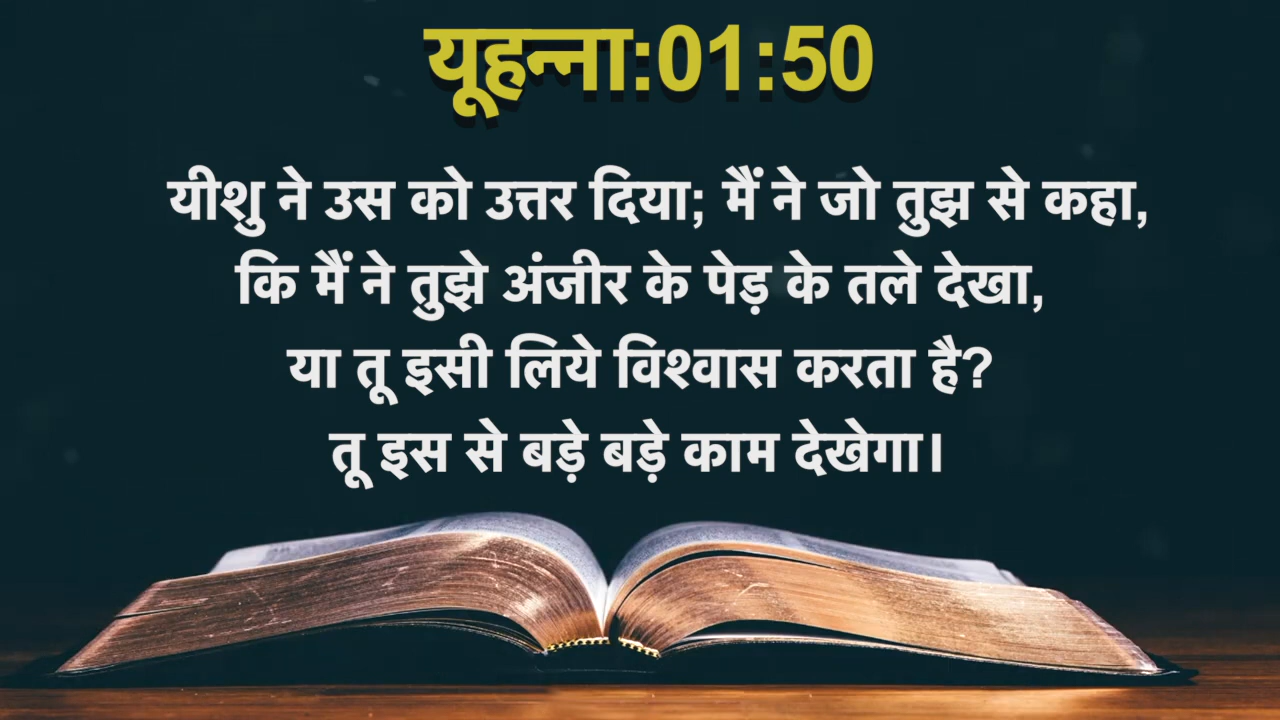 यूहन्ना:01:50
यीशु ने उस को उत्तर दिया; मैं ने जो तुझ से कहा,
कि मैं ने तुझे अंजीर के पेड़ के तले देखा,
या तू इसी लिये विश्वास करता है?
तू इस से बड़े बड़े काम देखेगा।